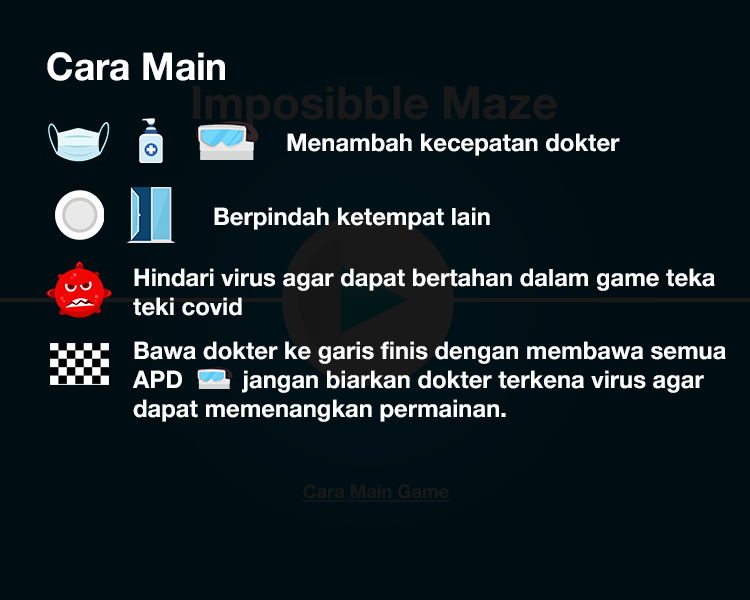 Cara Main
Imposibble Maze
Menambah kecepatan dokter
Berpindah ketempat lain
Hindari virus agar dapat bertahan dalam game teka
teki covid
Bawa dokter ke garis finis dengan membawa semua
APD jangan biarkan dokter terkena virus agar
dapat memenangkan permainan.
Cara Main Game